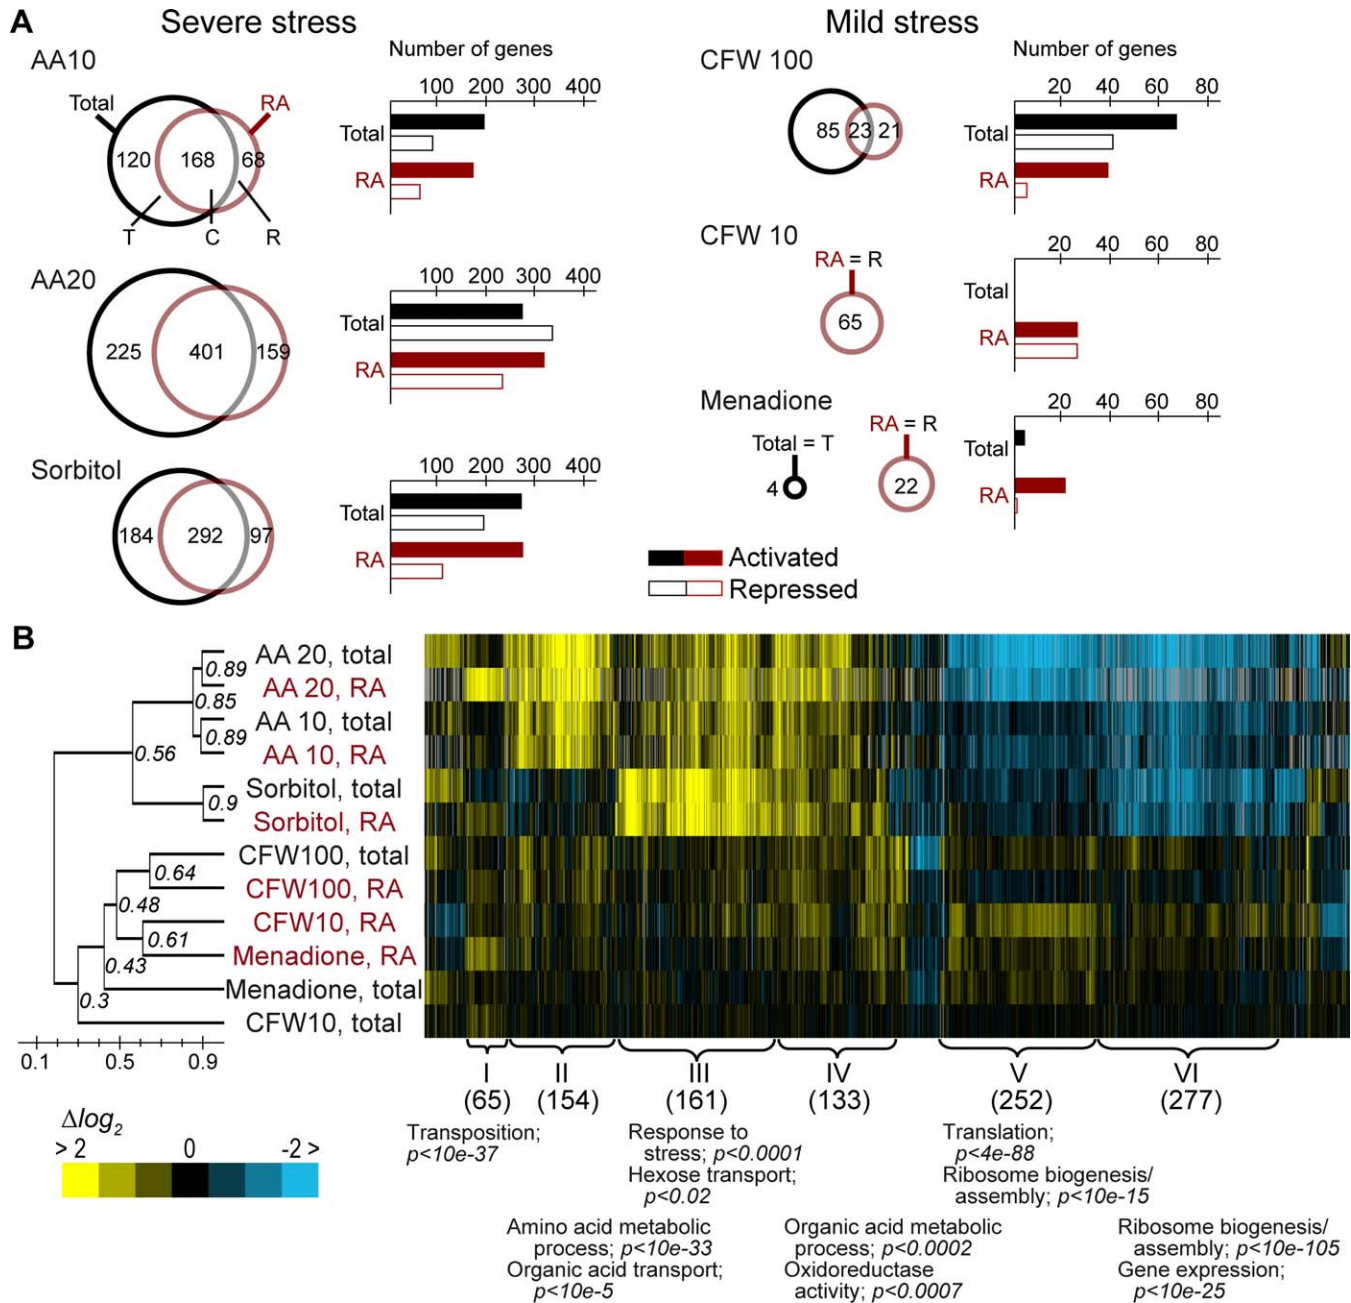 A
Severe stress
Mild stress
AA10
Number of genes
100 200 300 400
Total
RA
120
168
68
T
C
R
Total
RA
AA20
100 200 300 400
225
401
159
Total
RA
Sorbitol
100 200 300 400
184
292
97
Total
RA
CFW 100
Number of genes
20 40 60 80
85
23
21
Total
RA
CFW 10
20 40 60 80
RA = R
65
Total
RA
Menadione
20 40 60 80
Total = T
RA = R
4
22
Total
RA
Activated
Repressed
B
AA 20, total
AA 20, RA
AA 10, total
AA 10, RA
Sorbitol, total
Sorbitol, RA
CFW100, total
CFW100, RA
CFW10, RA
Menadione, RA
Menadione, total
CFW10, total
0.89
0.85
0.89
0.56
0.9
0.64
0.48
0.61
0.43
0.3
0.1 0.5 0.9
Δlog2
> 2 0 -2 >
I II III IV V VI
(65) (154) (161) (133) (252) (277)
Transposition;
p<10e-37
Response to
stress; p<0.0001
Hexose transport;
p<0.02
Translation;
p<4e-88
Ribosome biogenesis/
assembly; p<10e-15
Amino acid metabolic
process; p<10e-33
Organic acid transport;
p<10e-5
Organic acid metabolic
process; p<0.0002
Oxidoreductase
activity; p<0.0007
Ribosome biogenesis/
assembly; p<10e-105
Gene expression;
p<10e-25